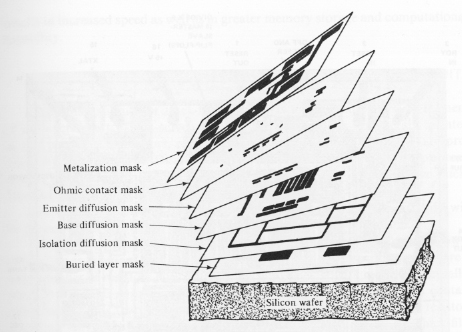 Metalization mask
Ohmic contact mask
Emitter diffusion mask
Base diffusion mask
Isolation diffusion mask
Buried layer mask
Silicon wafer